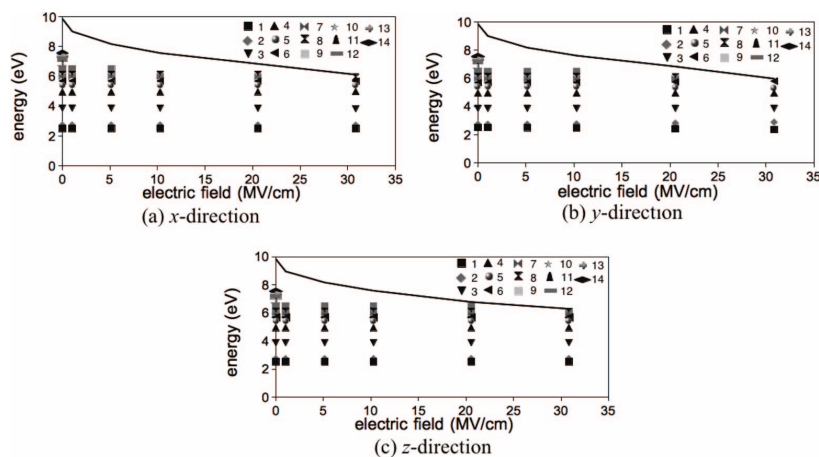 10
8
6
4
2
0
energy (eV)
1 4 7 10 13
2 5 8 11 14
3 6 9 12
0 5 10 15 20 25 30 35
electric field (MV/cm)
(a) x-direction
10
8
6
4
2
0
energy (eV)
1 4 7 10 13
2 5 8 11 14
3 6 9 12
0 5 10 15 20 25 30 35
electric field (MV/cm)
(b) y-direction
10
8
6
4
2
0
energy (eV)
1 4 7 10 13
2 5 8 11 14
3 6 9 12
0 5 10 15 20 25 30 35
electric field (MV/cm)
(c) z-direction